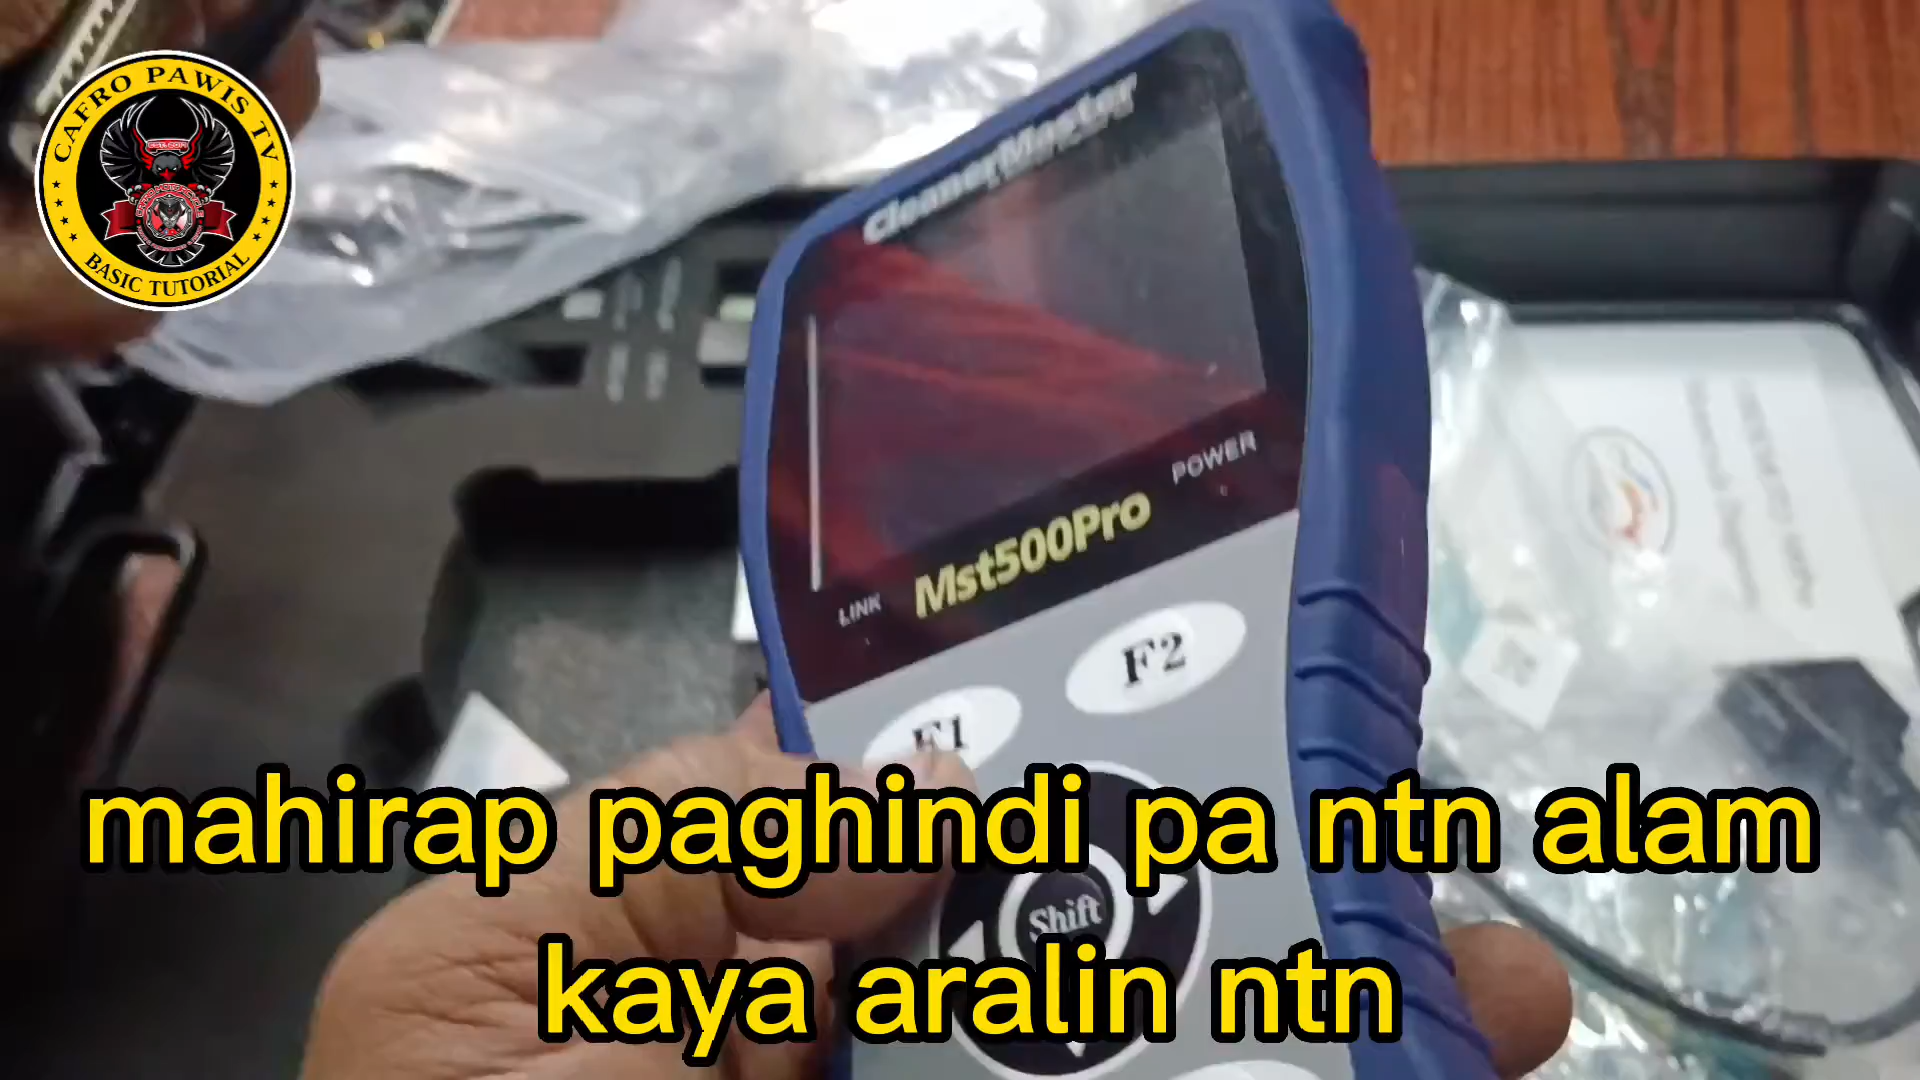 CAFRO PAWIS TV
BASIC TUTORIAL
CleanerMaster
POWER
LINK
Mst500Pro
F2
F1
mahirap paghindi pa ntn alam
Shift
kaya aralin ntn